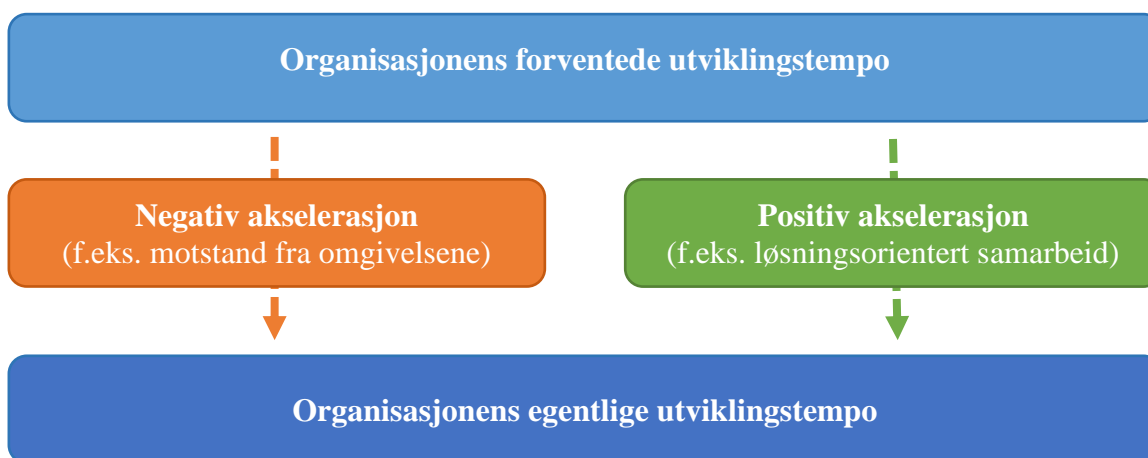 Organisasjonens forventede utviklingstempo
Negativ akselerasjon
(f.eks. motstand fra omgivelsene)
Positiv akselerasjon
(f.eks. løsningsorientert samarbeid)
Organisasjonens egentlige utviklingstempo